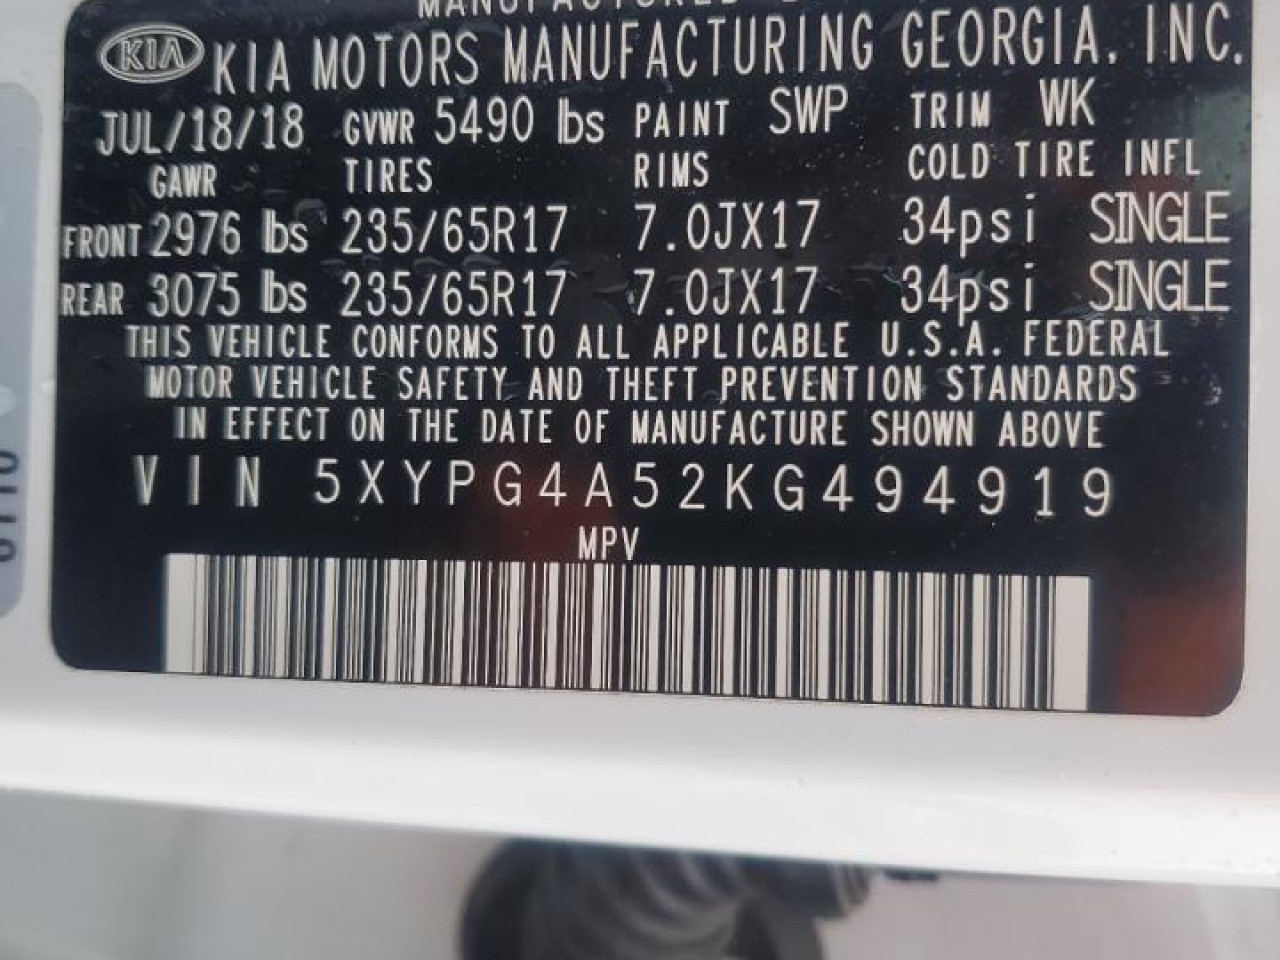 KIA KIA MOTORS MANUFACTURING GEORGIA, INC.
JUL/18/18 GVWR 5490 lbs PAINT SWP TRIM WK
GAWR TIRES RIMS COLD TIRE INFL
FRONT 2976 lbs 235/65R17 7.0JX17 34psi SINGLE
REAR 3075 lbs 235/65R17 7.0JX17 34psi SINGLE
THIS VEHICLE CONFORMS TO ALL APPLICABLE U.S.A. FEDERAL
MOTOR VEHICLE SAFETY AND THEFT PREVENTION STANDARDS
IN EFFECT ON THE DATE OF MANUFACTURE SHOWN ABOVE
VIN 5XYPG4A52KG494919
MPV